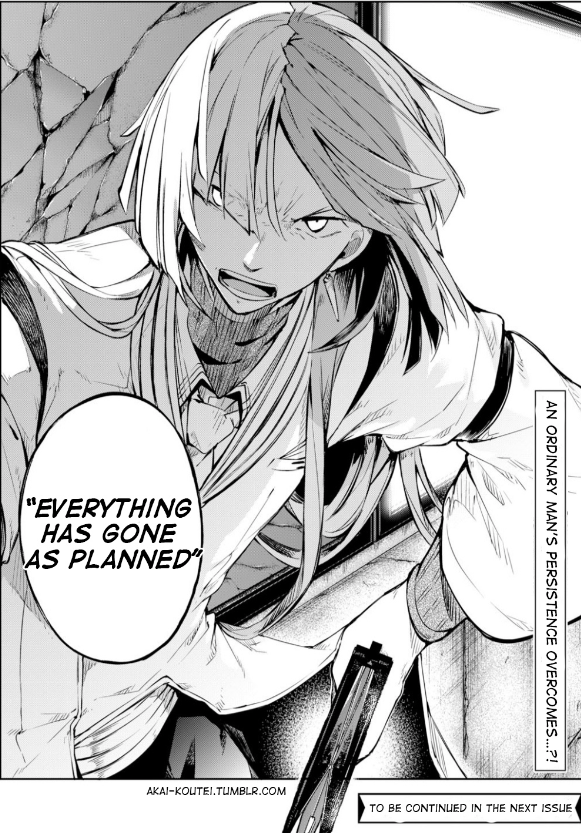 "EVERYTHING
HAS GONE
AS PLANNED"
AN ORDINARY MAN'S PERSISTENCE OVERCOMES...?!
AKAI-KOUTEI.TUMBLR.COM
TO BE CONTINUED IN THE NEXT ISSUE